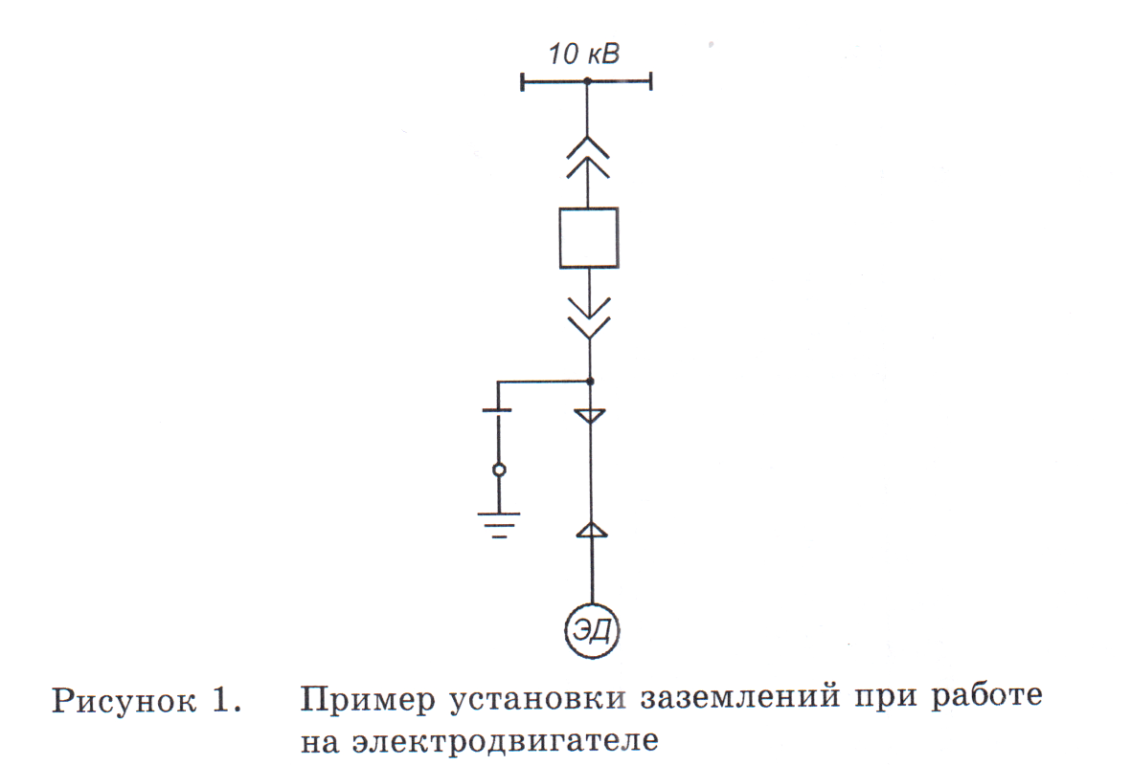 10 кВ
ЭД
Рисунок 1. Пример установки заземлений при работе
на электродвигателе